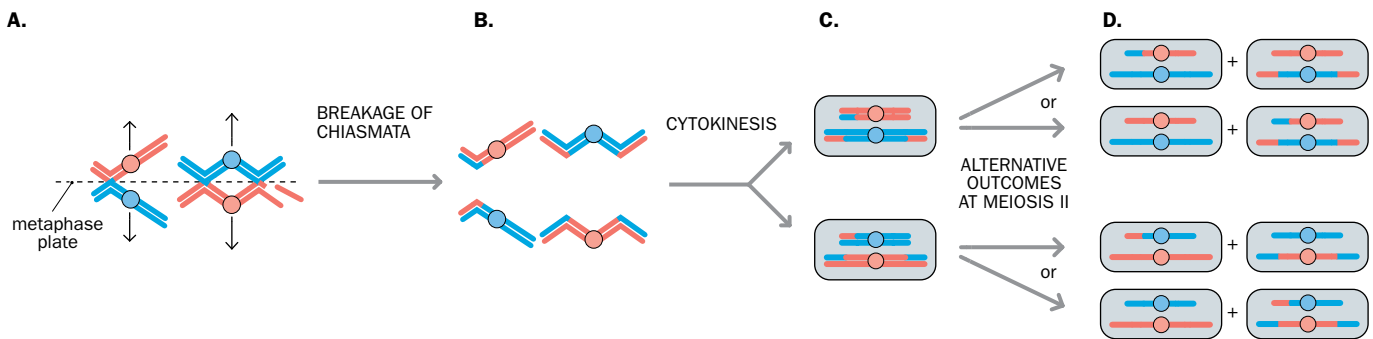 A.
B.
C.
D.
BREAKAGE OF
CHIASMATA
CYTOKINESIS
metaphase
plate
ALTERNATIVE
OUTCOMES
AT MEIOSIS II
+
or
+
+
or
+